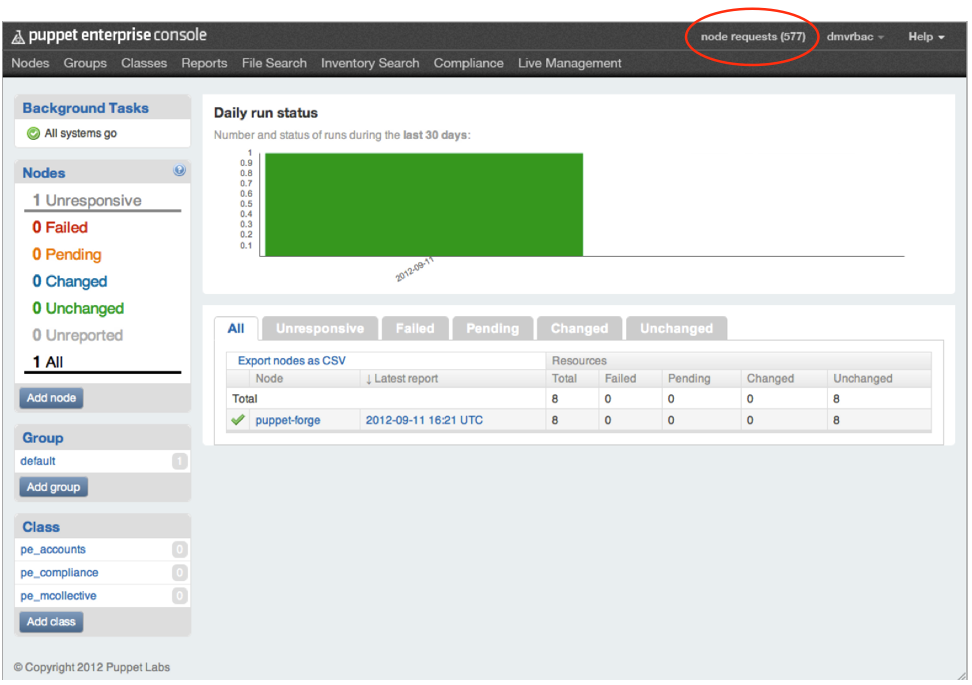 puppet enterprise console
node requests (577) dmvrbac Help
Nodes Groups Classes Reports File Search Inventory Search Compliance Live Management
Background Tasks
All systems go
Nodes
1 Unresponsive
0 Failed
0 Pending
0 Changed
0 Unchanged
0 Unreported
1 All
Add node
Group
default 1
Add group
Class
pe_accounts 0
pe_compliance 0
pe_mcollective 0
Add class
Daily run status
Number and status of runs during the last 30 days:
1
0.9
0.8
0.7
0.6
0.5
0.4
0.3
0.2
0.1
2012-09-11
All Unresponsive Failed Pending Changed Unchanged
Export nodes as CSV Resources
Node ↓ Latest report Total Failed Pending Changed Unchanged
Total 8 0 0 0 8
puppet-forge 2012-09-11 16:21 UTC 8 0 0 0 8
© Copyright 2012 Puppet Labs